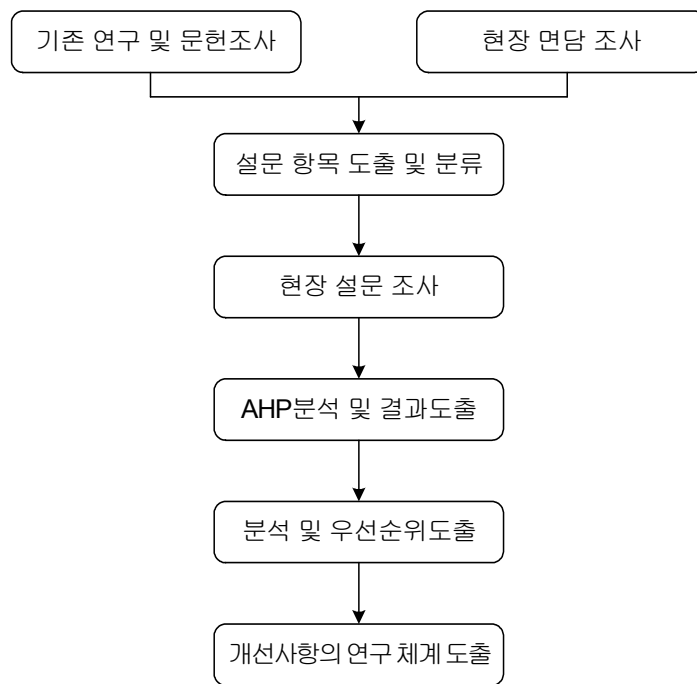 기존 연구 및 문헌조사
현장 면담 조사
설문 항목 도출 및 분류
현장 설문 조사
AHP분석 및 결과도출
분석 및 우선순위도출
개선사항의 연구 체계 도출